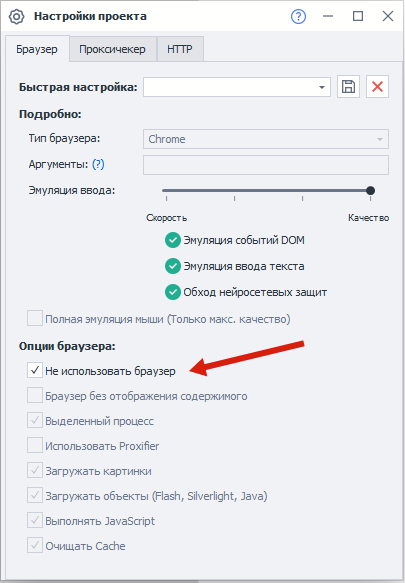 Настройки проекта
Браузер Проксичекер HTTP
Быстрая настройка:
Подробно:
Тип браузера: Chrome
Аргументы: (?)
Эмуляция ввода:
Скорость Качество
Эмуляция событий DOM
Эмуляция ввода текста
Обход нейросетевых защит
Полная эмуляция мыши (Только макс. качество)
Опции браузера:
Не использовать браузер
Браузер без отображения содержимого
Выделенный процесс
Использовать Proxifier
Загружать картинки
Загружать объекты (Flash, Silverlight, Java)
Выполнять JavaScript
Очищать Cache